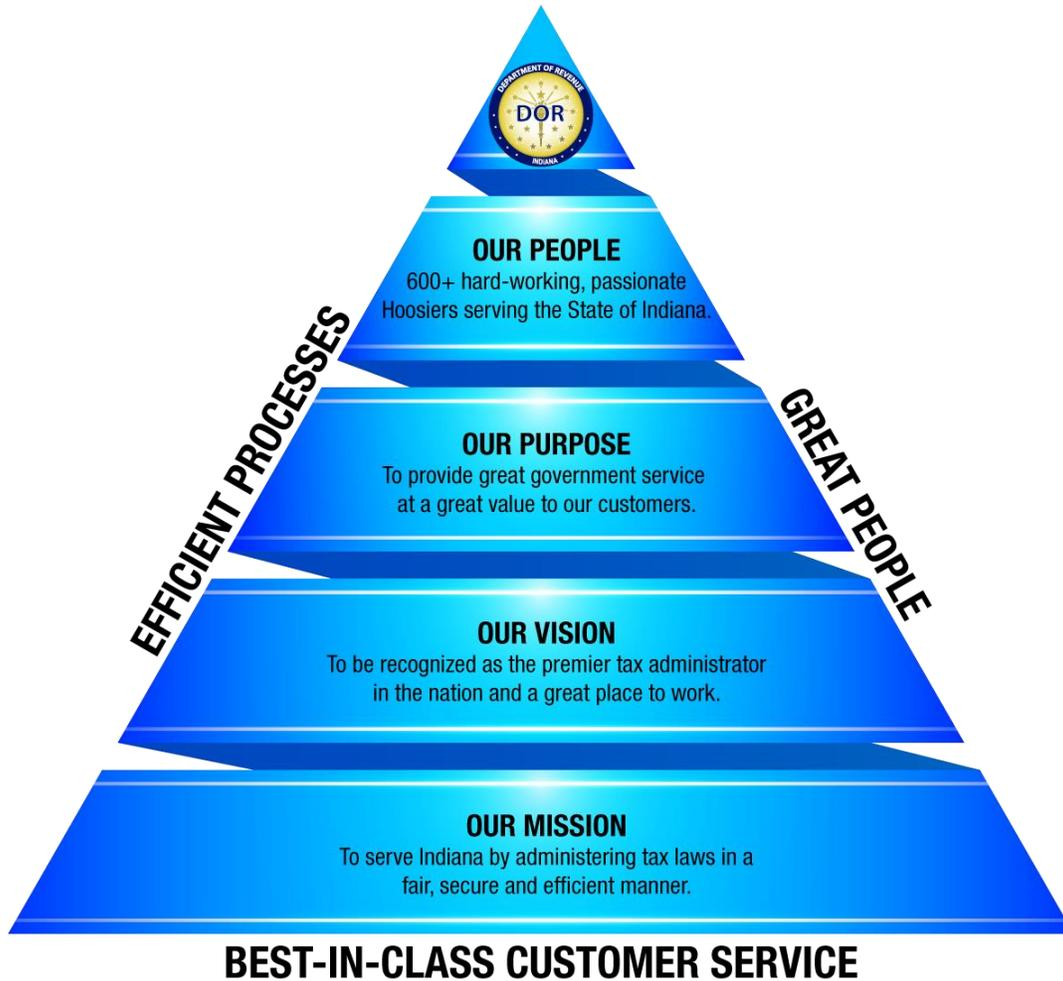 DEPARTMENT OF REVENUE
DOR
INDIANA
OUR PEOPLE
600+ hard-working, passionate
Hoosiers serving the State of Indiana.
EFFICIENT PROCESSES
GREAT PEOPLE
OUR PURPOSE
To provide great government service
at a great value to our customers.
OUR VISION
To be recognized as the premier tax administrator
in the nation and a great place to work.
OUR MISSION
To serve Indiana by administering tax laws in a
fair, secure and efficient manner.
BEST-IN-CLASS CUSTOMER SERVICE